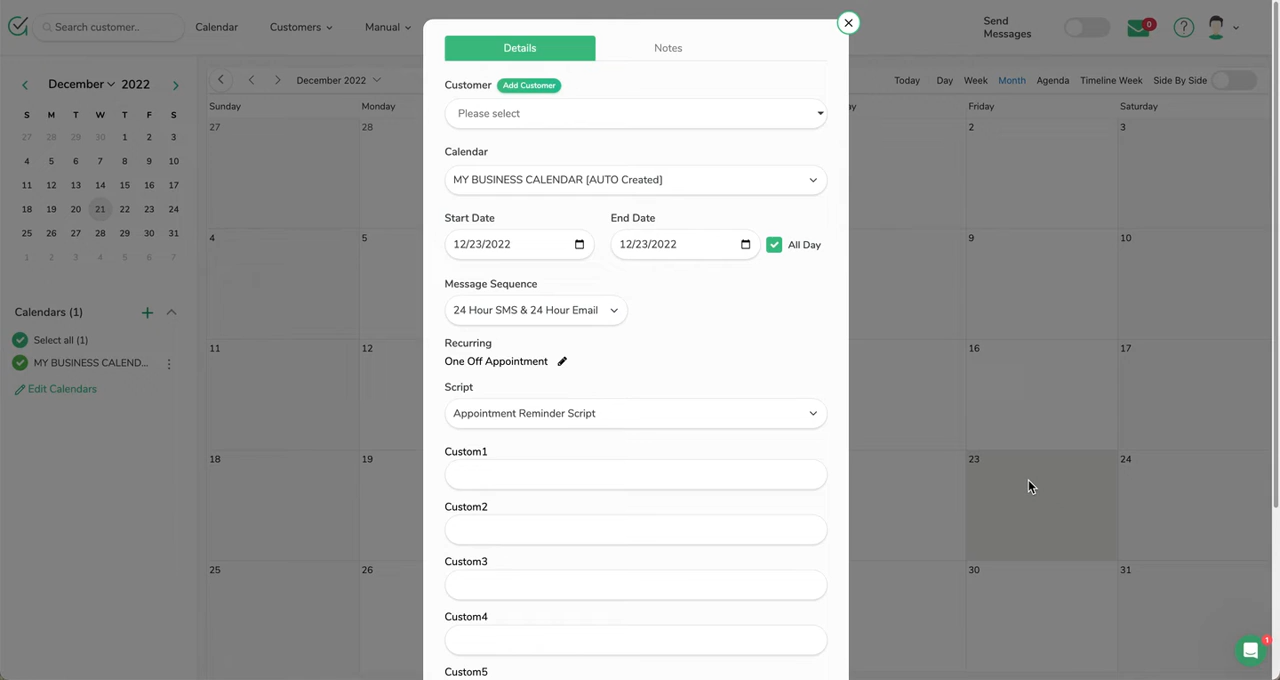 Search customer..
Calendar
Customers
Manual
Send Messages
0
Details
Notes
Customer
Add Customer
Please select
Calendar
MY BUSINESS CALENDAR [AUTO Created]
Start Date
End Date
12/23/2022
12/23/2022
All Day
Message Sequence
24 Hour SMS & 24 Hour Email
Recurring
One Off Appointment
Script
Appointment Reminder Script
Custom1
Custom2
Custom3
Custom4
Custom5
December 2022
S M T W T F S
27 28 29 30 1 2 3
4 5 6 7 8 9 10
11 12 13 14 15 16 17
18 19 20 21 22 23 24
25 26 27 28 29 30 31
1 2 3 4 5 6 7
Calendars (1)
Select all (1)
MY BUSINESS CALEND...
Edit Calendars
December 2022
Today Day Week Month Agenda Timeline Week Side By Side
Sunday Monday ay Friday Saturday
27 28 2 3
4 5 9 10
11 12 16 17
18 19 23 24
25 26 30 31
1